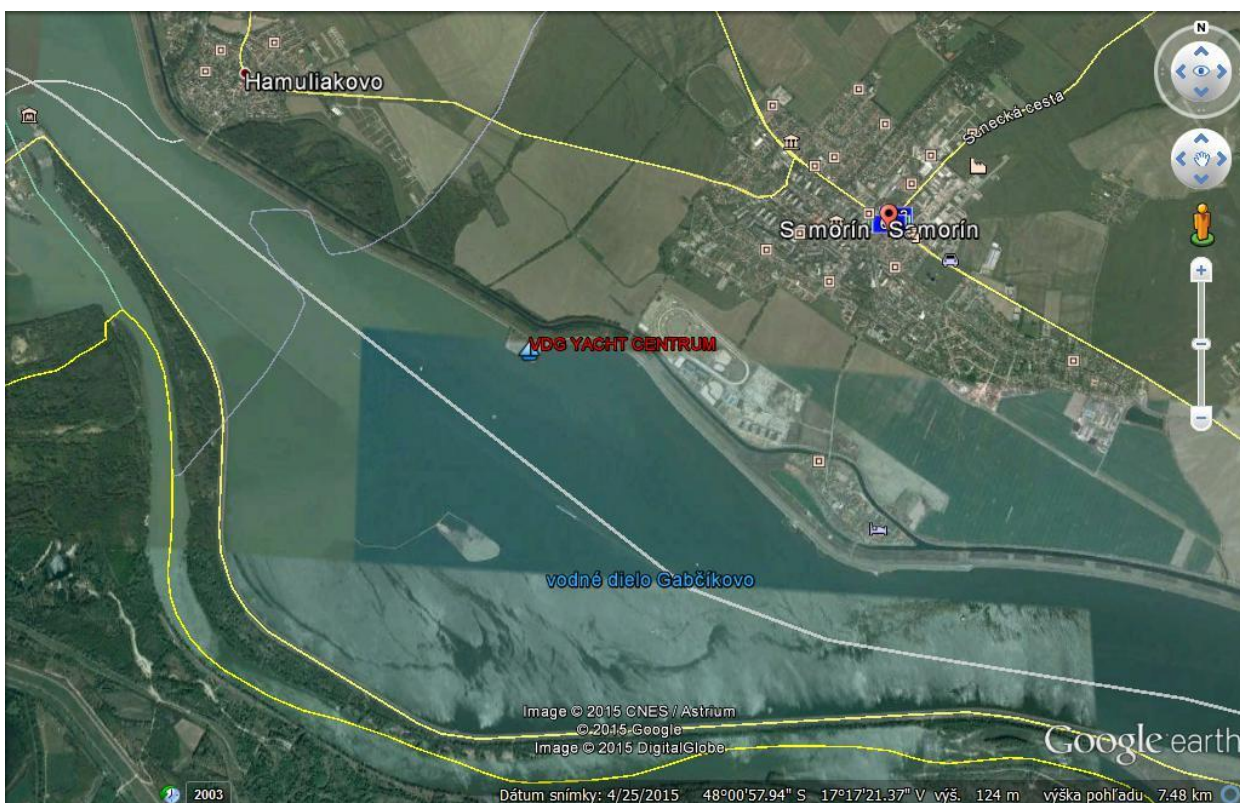 N
Hamuliakovo
Senecká cesta
Šamorín Šamorín
VDG YACHT CENTRUM
vodné dielo Gabčíkovo
Image © 2015 CNES / Astrium
© 2015 Google
Image © 2015 DigitalGlobe
Google earth
2003
Dátum snímky: 4/25/2015 48°00'57.94" S 17°17'21.37" V výš. 124 m výška pohľadu 7.48 km